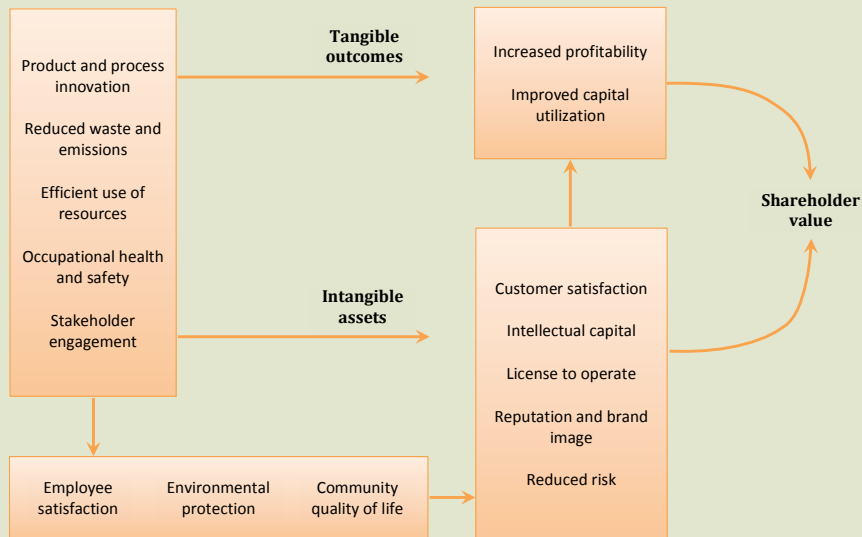 Product and process
innovation
Reduced waste and
emissions
Efficient use of
resources
Occupational health
and safety
Stakeholder
engagement
Tangible
outcomes
Intangible
assets
Increased profitability
Improved capital
utilization
Shareholder
value
Customer satisfaction
Intellectual capital
License to operate
Reputation and brand
image
Reduced risk
Employee
satisfaction
Environmental
protection
Community
quality of life